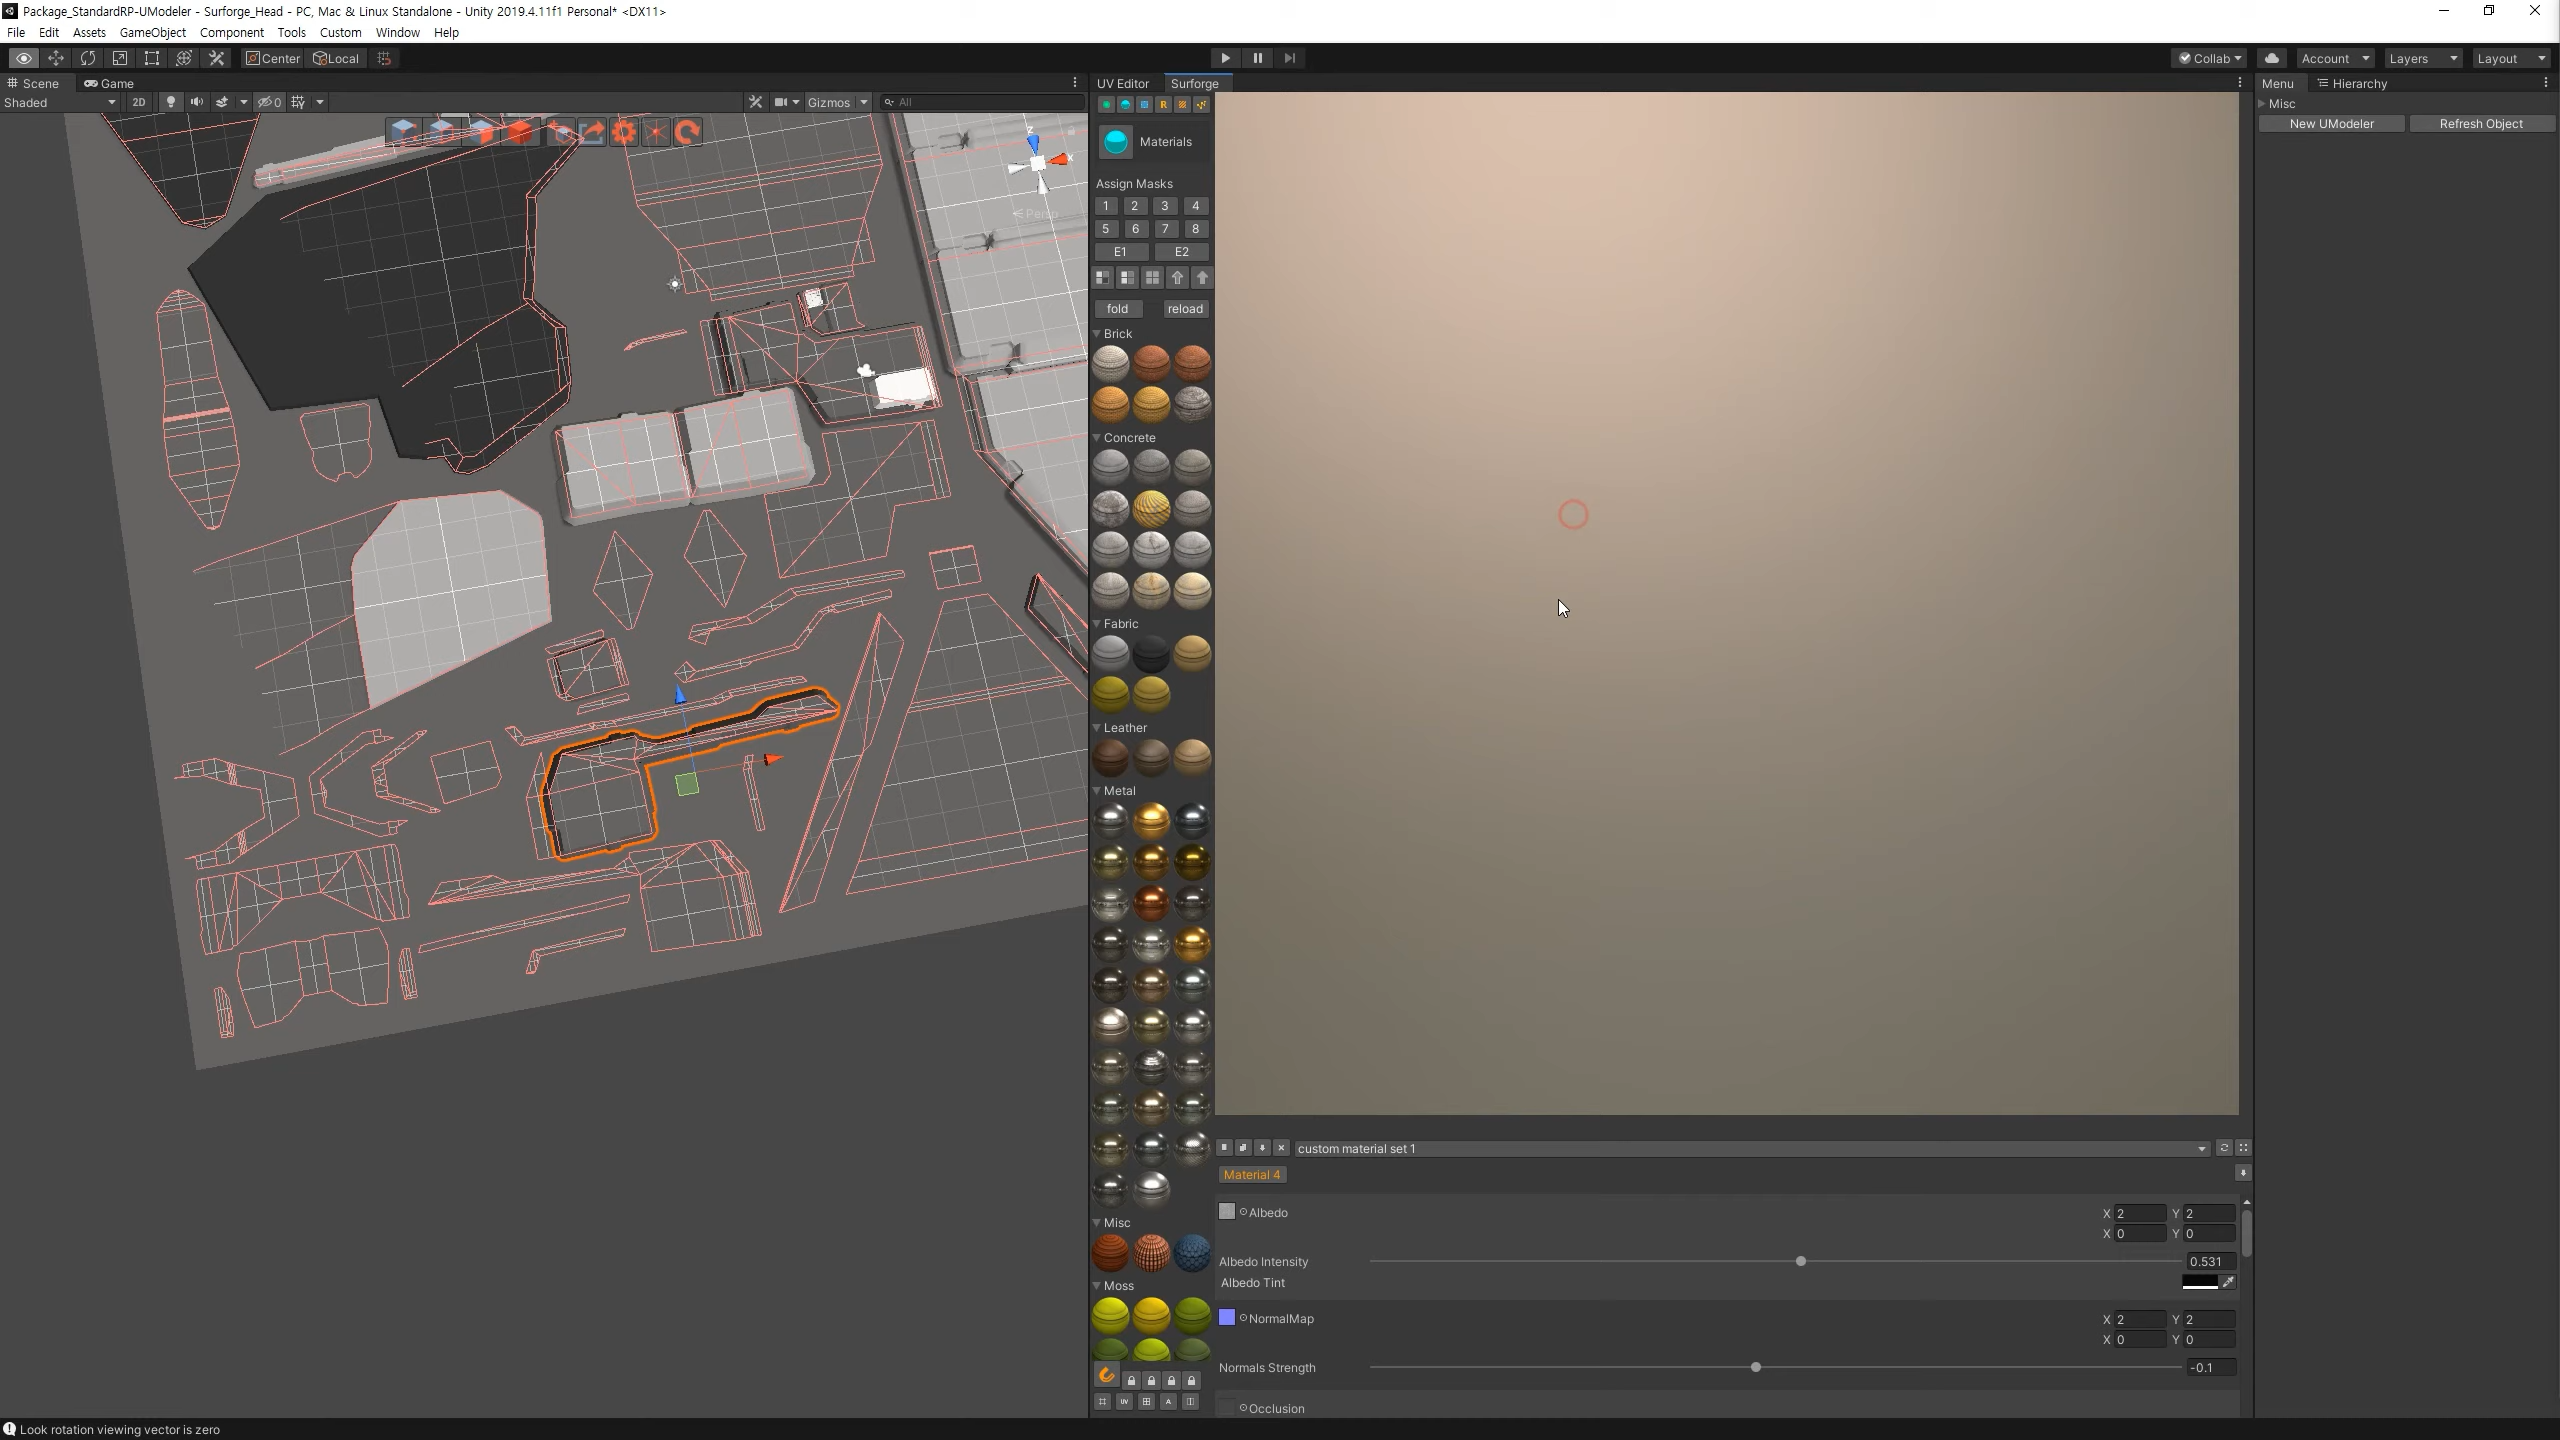 Package_StandardRP-UModeler - Surforge_Head - PC, Mac & Linux Standalone - Unity 2019.4.11f1 Personal* <DX11>
File Edit Assets GameObject Component Tools Custom Window Help
Center Local Collab Account Layers Layout
Scene Game UV Editor Surforge Menu Hierarchy
Shaded 2D 0 Gizmos All
Misc
New UModeler Refresh Object
Materials
Z
X
Persp
Assign Masks
1 2 3 4
5 6 7 8
E1 E2
fold reload
Brick
Concrete
Fabric
Leather
Metal
Misc
Moss
custom material set 1
Material 4
Albedo X 2 Y 2
X 0 Y 0
Albedo Intensity 0.531
Albedo Tint
NormalMap X 2 Y 2
X 0 Y 0
Normals Strength -0.1
Occlusion
UV A
Look rotation viewing vector is zero